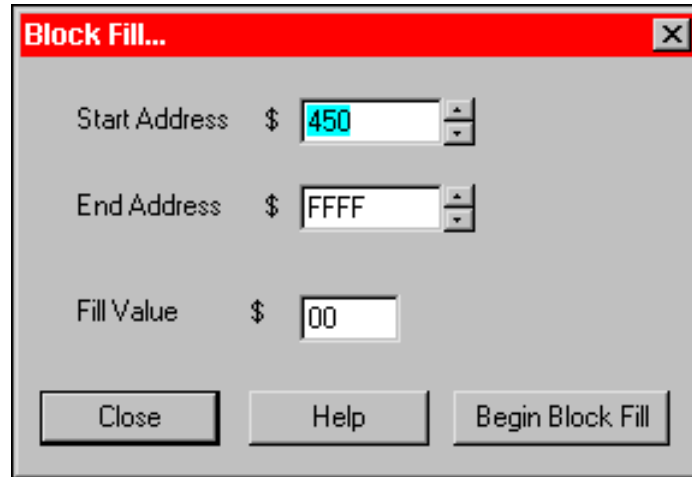 Block Fill...
Start Address $ 450
End Address $ FFFF
Fill Value $ 00
Close Help Begin Block Fill